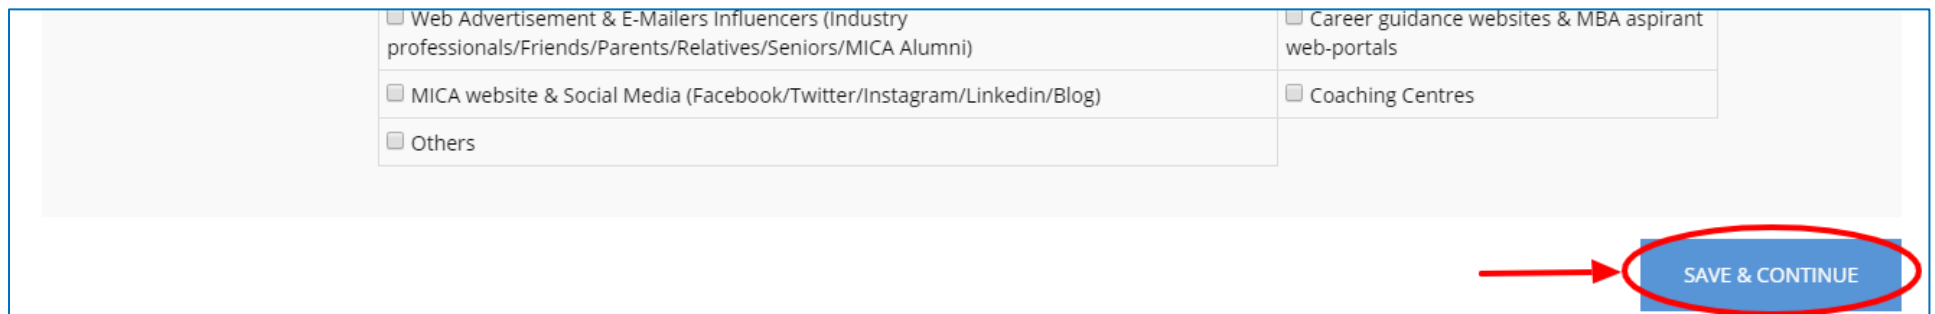 Web Advertisement & E-Mailers Influencers (Industry
professionals/Friends/Parents/Relatives/Seniors/MICA Alumni)
Career guidance websites & MBA aspirant
web-portals
MICA website & Social Media (Facebook/Twitter/Instagram/Linkedin/Blog)
Coaching Centres
Others
SAVE & CONTINUE